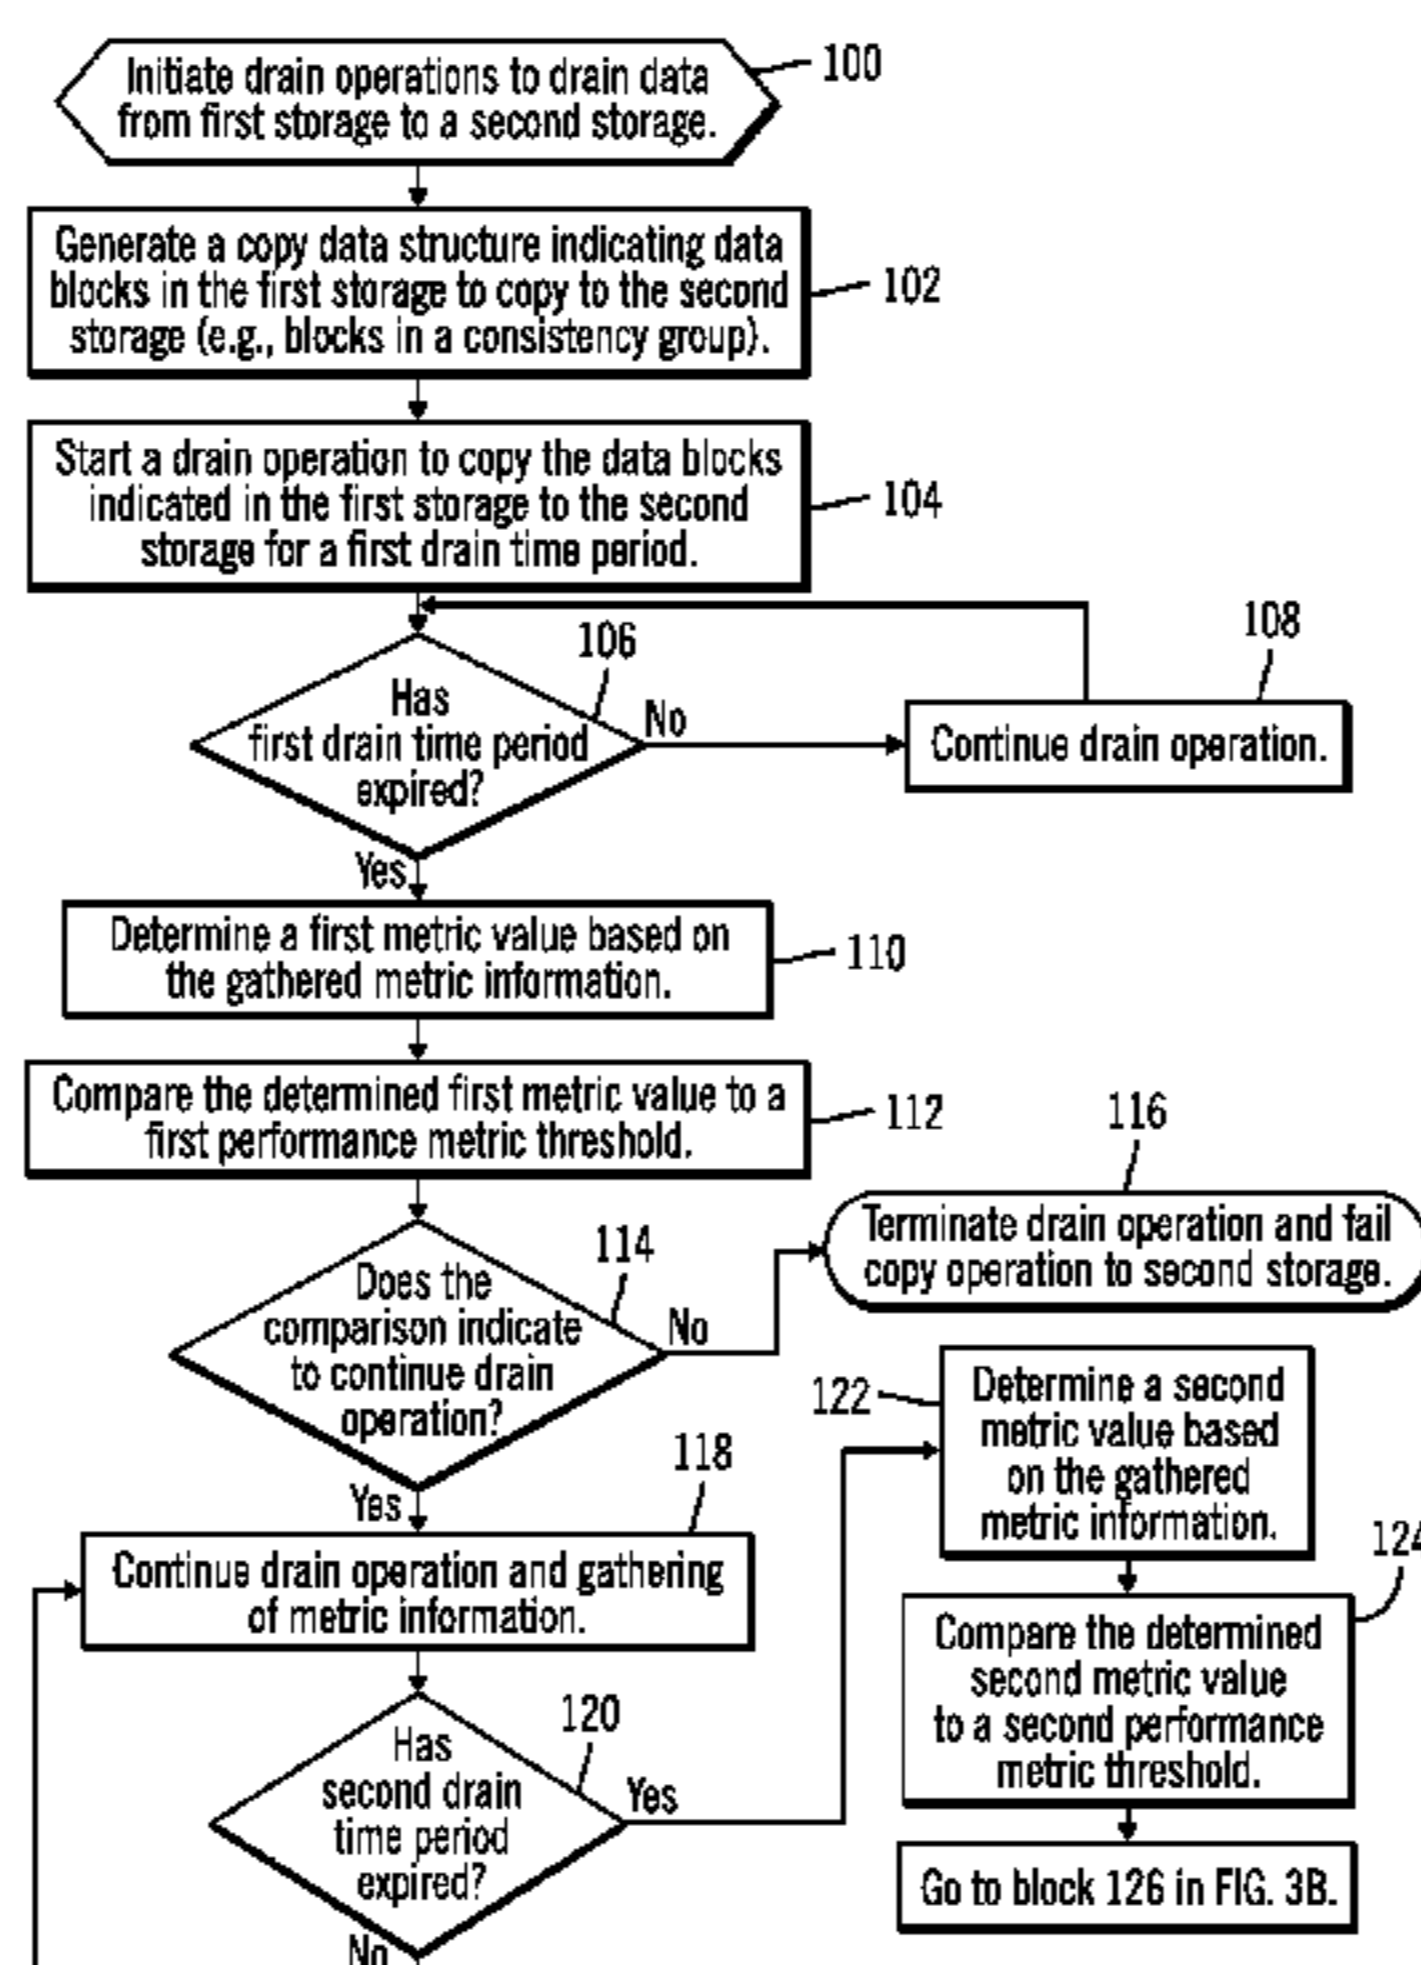 Initiate drain operations to drain data
from first storage to a second storage.
100
Generate a copy data structure indicating data
blocks in the first storage to copy to the second
storage (e.g., blocks in a consistency group).
102
Start a drain operation to copy the data blocks
indicated in the first storage to the second
storage for a first drain time period.
104
106
108
Has
first drain time period
expired?
No
Continue drain operation.
Yes
Determine a first metric value based on
the gathered metric information.
110
Compare the determined first metric value to a
first performance metric threshold.
112
116
Terminate drain operation and fail
copy operation to second storage.
114
Does the
comparison indicate
to continue drain
operation?
No
Yes
118
Continue drain operation and gathering
of metric information.
120
Has
second drain
time period
expired?
Yes
No
122
Determine a second
metric value based
on the gathered
metric information.
124
Compare the determined
second metric value
to a second performance
metric threshold.
Go to block 126 in FIG. 3B.